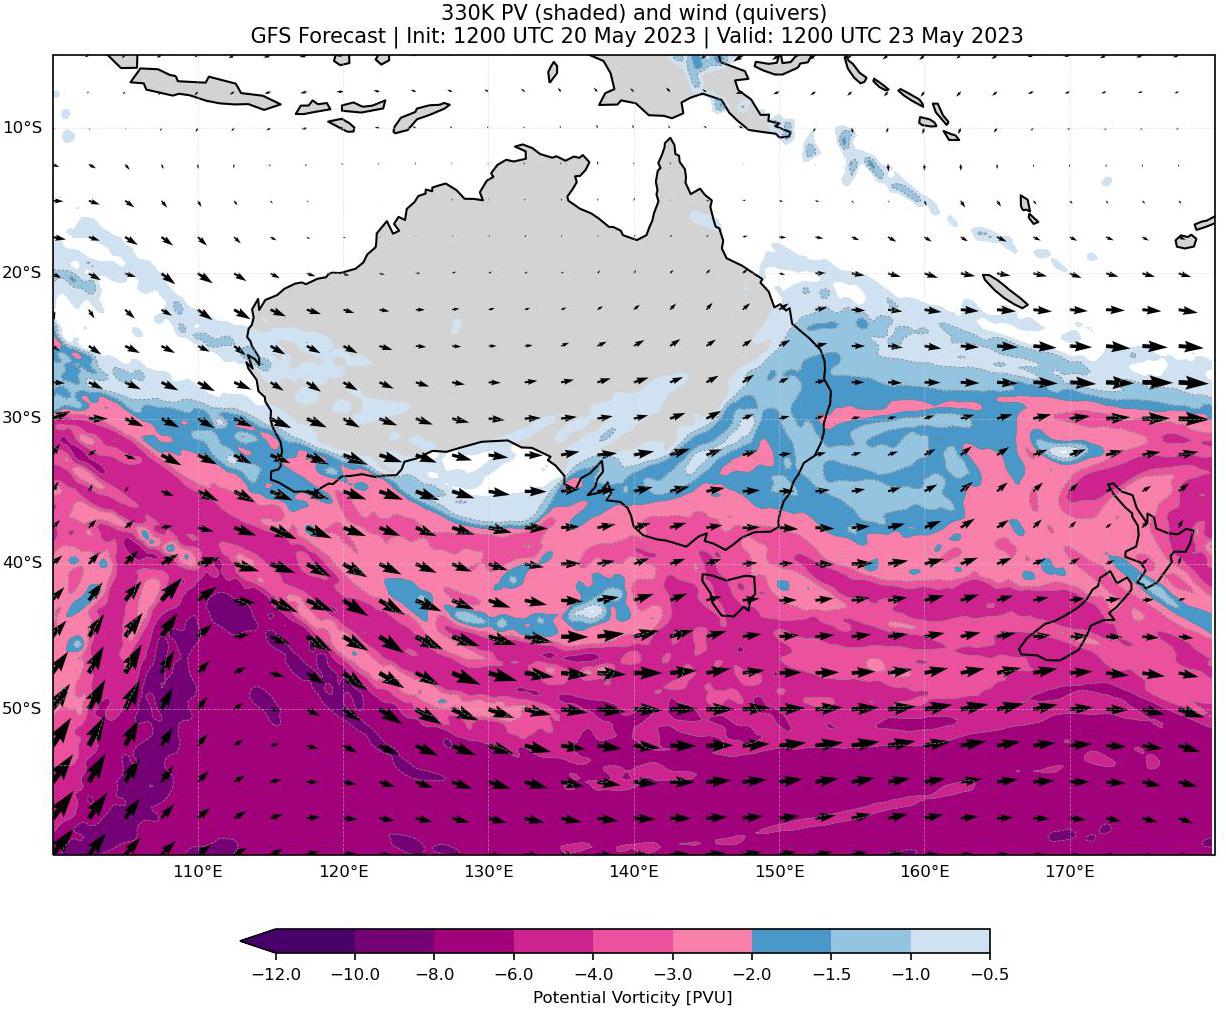 330K PV (shaded) and wind (quivers)
GFS Forecast | Init: 1200 UTC 20 May 2023 | Valid: 1200 UTC 23 May 2023
10°S
20°S
30°S
40°S
50°S
110°E 120°E 130°E 140°E 150°E 160°E 170°E
−12.0 −10.0 −8.0 −6.0 −4.0 −3.0 −2.0 −1.5 −1.0 −0.5
Potential Vorticity [PVU]